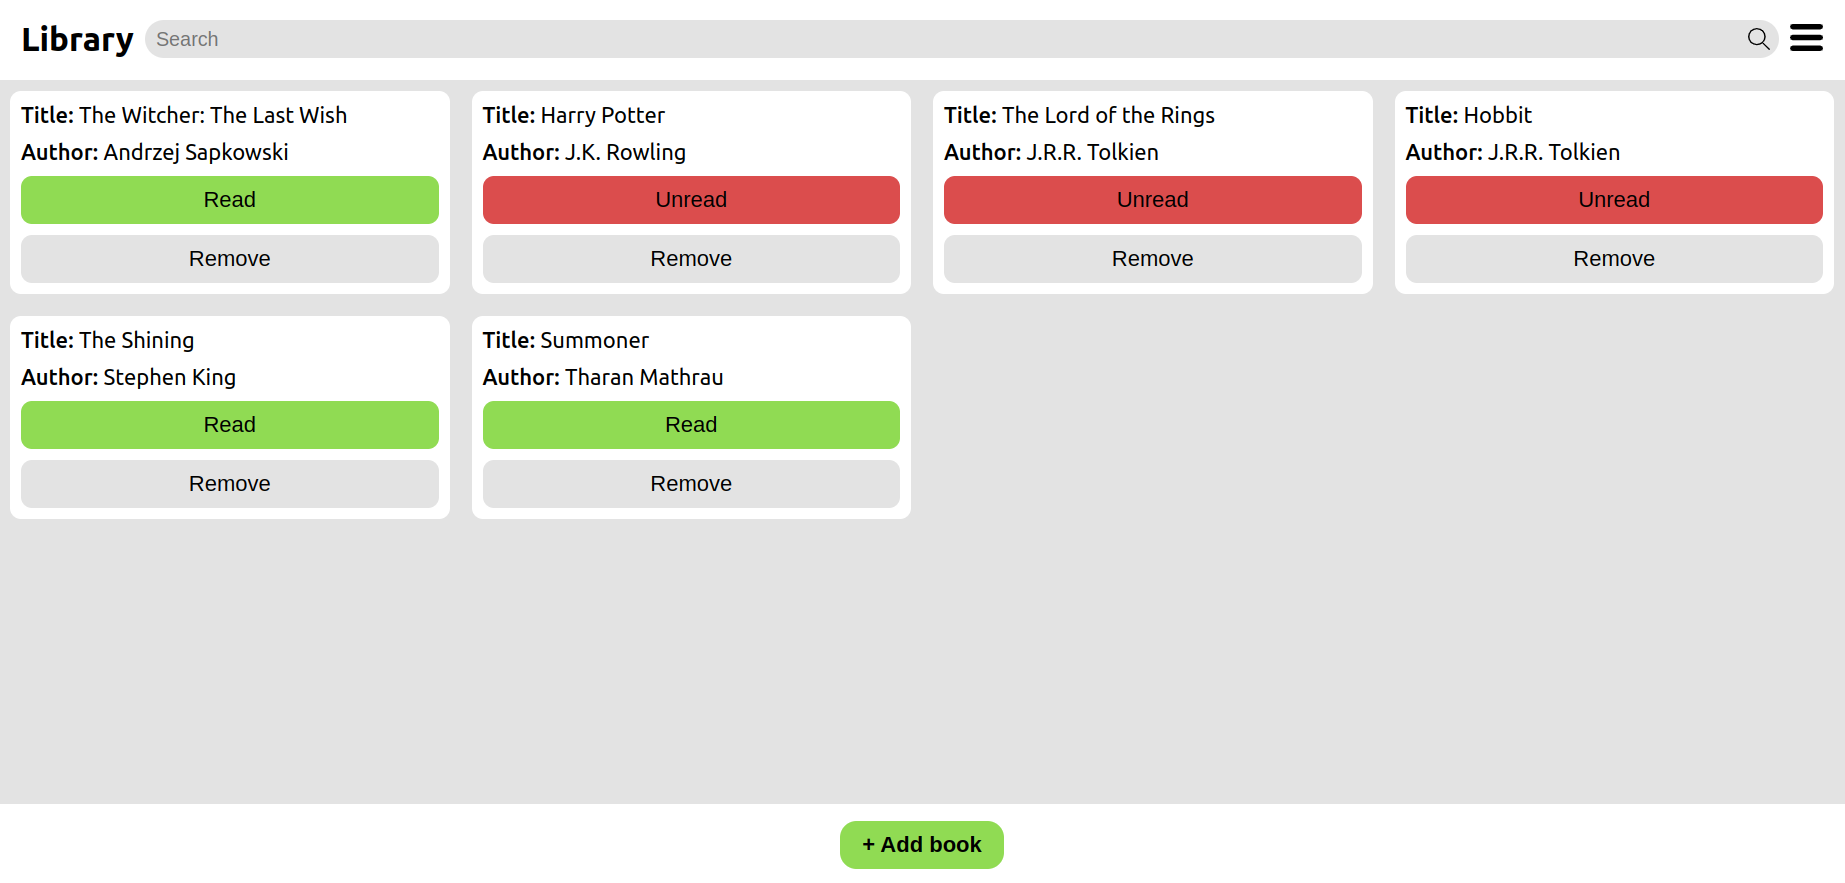 Library
Search
Title: The Witcher: The Last Wish
Author: Andrzej Sapkowski
Read
Remove
Title: Harry Potter
Author: J.K. Rowling
Unread
Remove
Title: The Lord of the Rings
Author: J.R.R. Tolkien
Unread
Remove
Title: Hobbit
Author: J.R.R. Tolkien
Unread
Remove
Title: The Shining
Author: Stephen King
Read
Remove
Title: Summoner
Author: Tharan Mathrau
Read
Remove
+ Add book